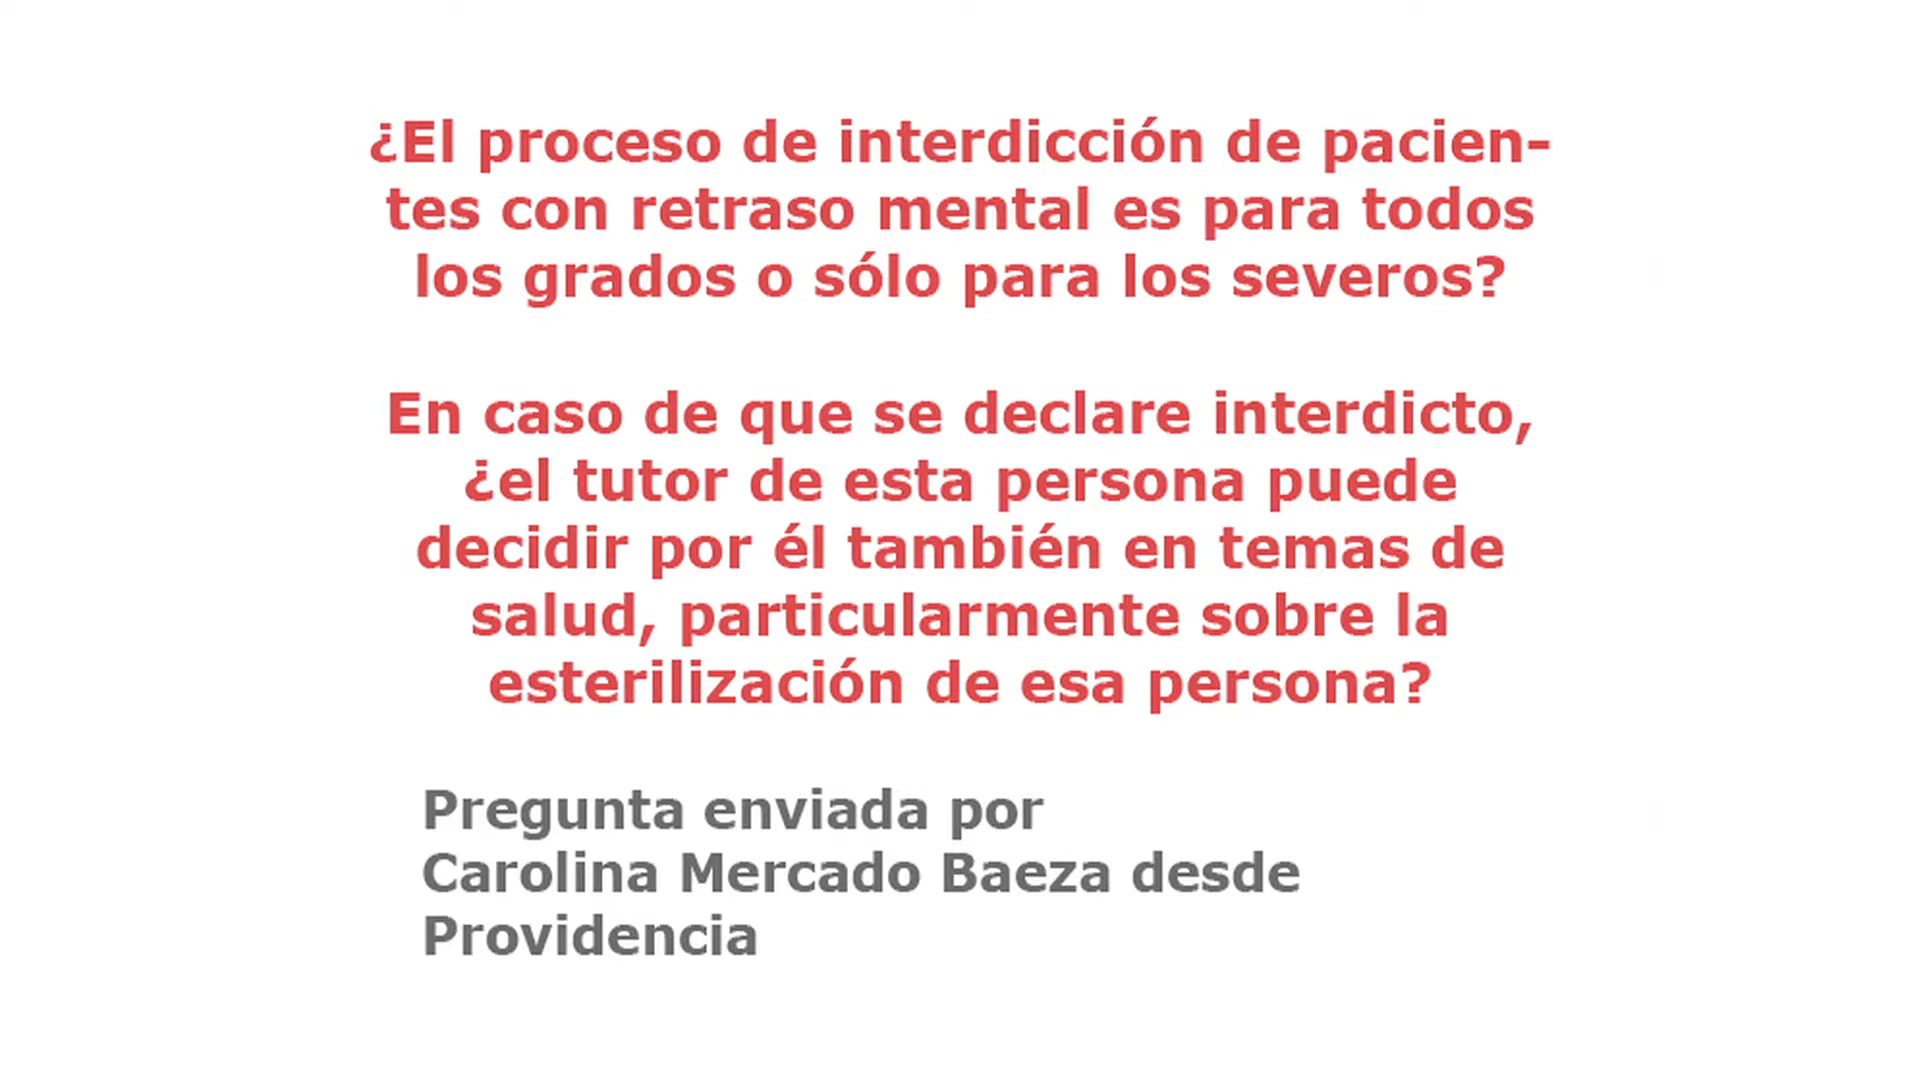 ¿El proceso de interdicción de pacien-
tes con retraso mental es para todos
los grados o sólo para los severos?
En caso de que se declare interdicto,
¿el tutor de esta persona puede
decidir por él también en temas de
salud, particularmente sobre la
esterilización de esa persona?
Pregunta enviada por
Carolina Mercado Baeza desde
Providencia